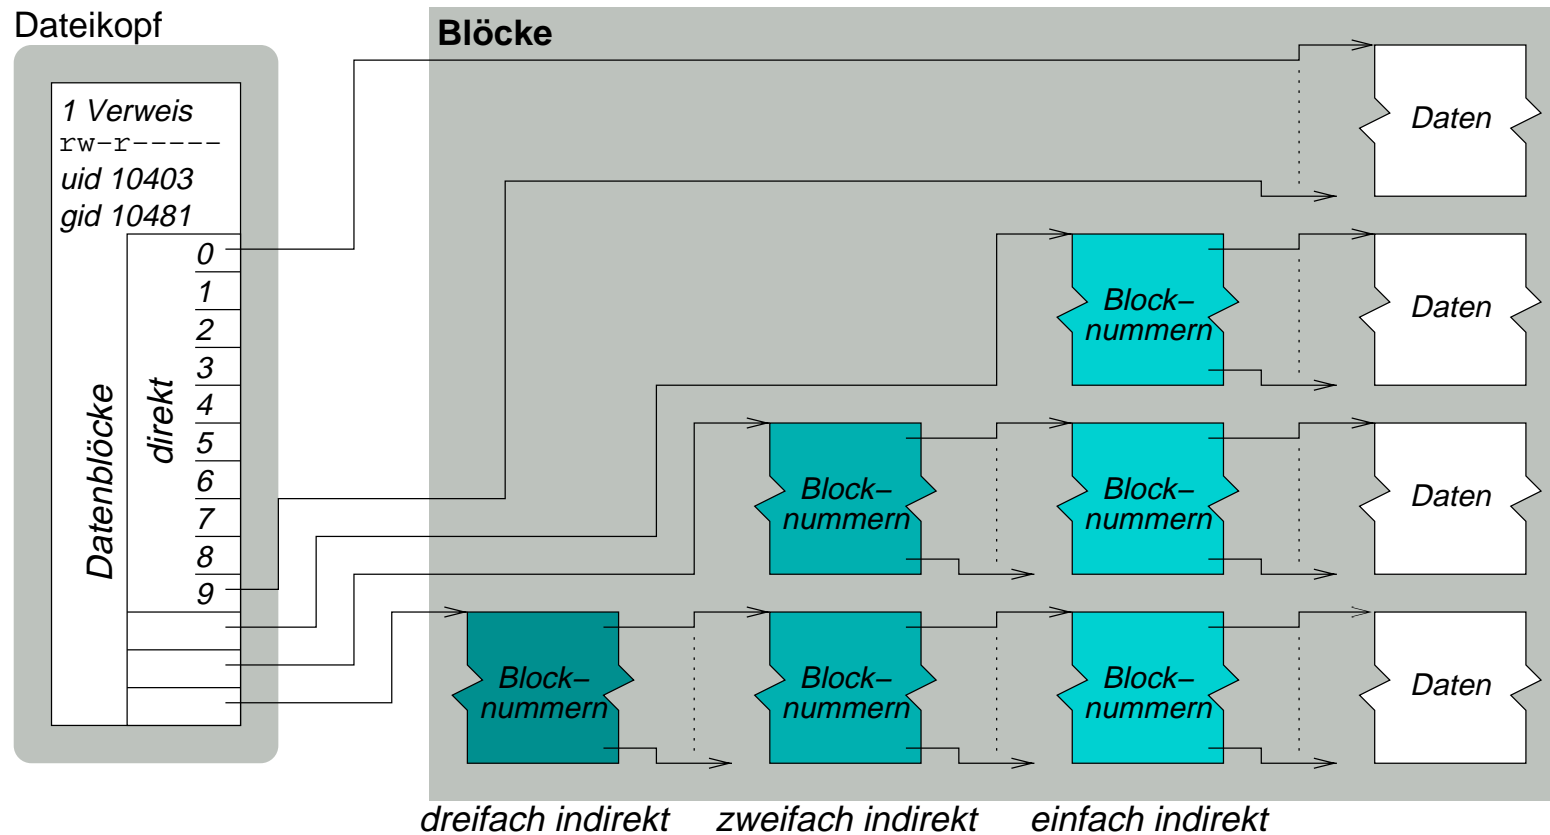 Dateikopf
Blöcke
1 Verweis
rw-r-----
uid 10403
gid 10481
Datenblöcke
direkt
0
1
2
3
4
5
6
7
8
9
Daten
Block–
nummern
Daten
Block–
nummern
Block–
nummern
Daten
Block–
nummern
Block–
nummern
Block–
nummern
Daten
dreifach indirekt
zweifach indirekt
einfach indirekt